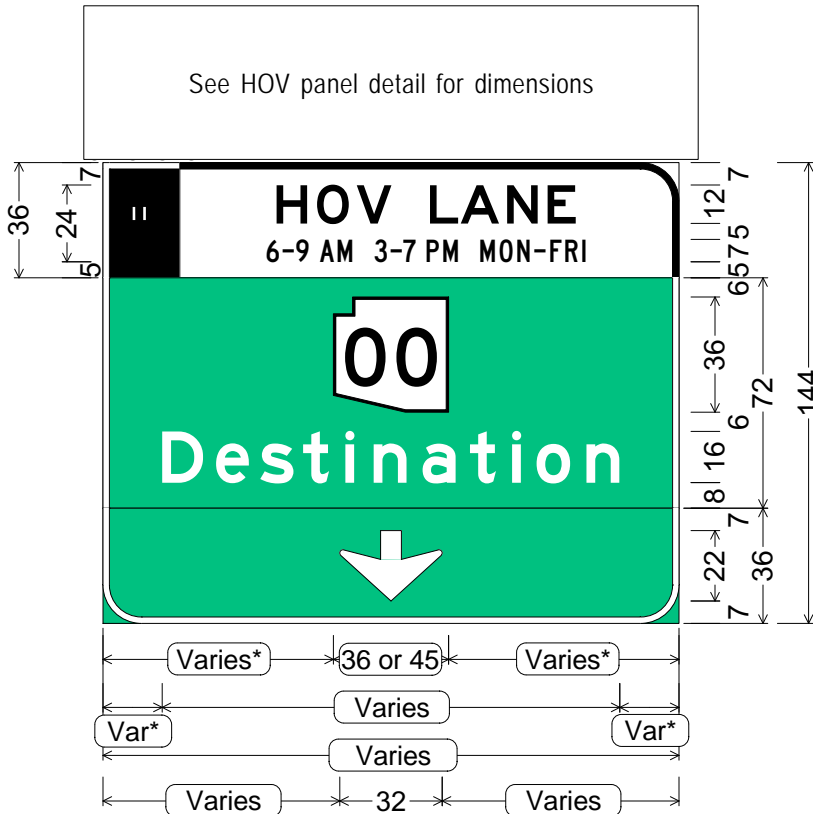 See HOV panel detail for dimensions
36
24
7
5
HOV LANE
6-9 AM 3-7 PM MON-FRI
7
12
5
7
5
6
00
36
72
144
6
Destination
16
8
7
22
36
7
Varies*
36 or 45
Varies*
Varies
Var*
Var*
Varies
Varies
32
Varies